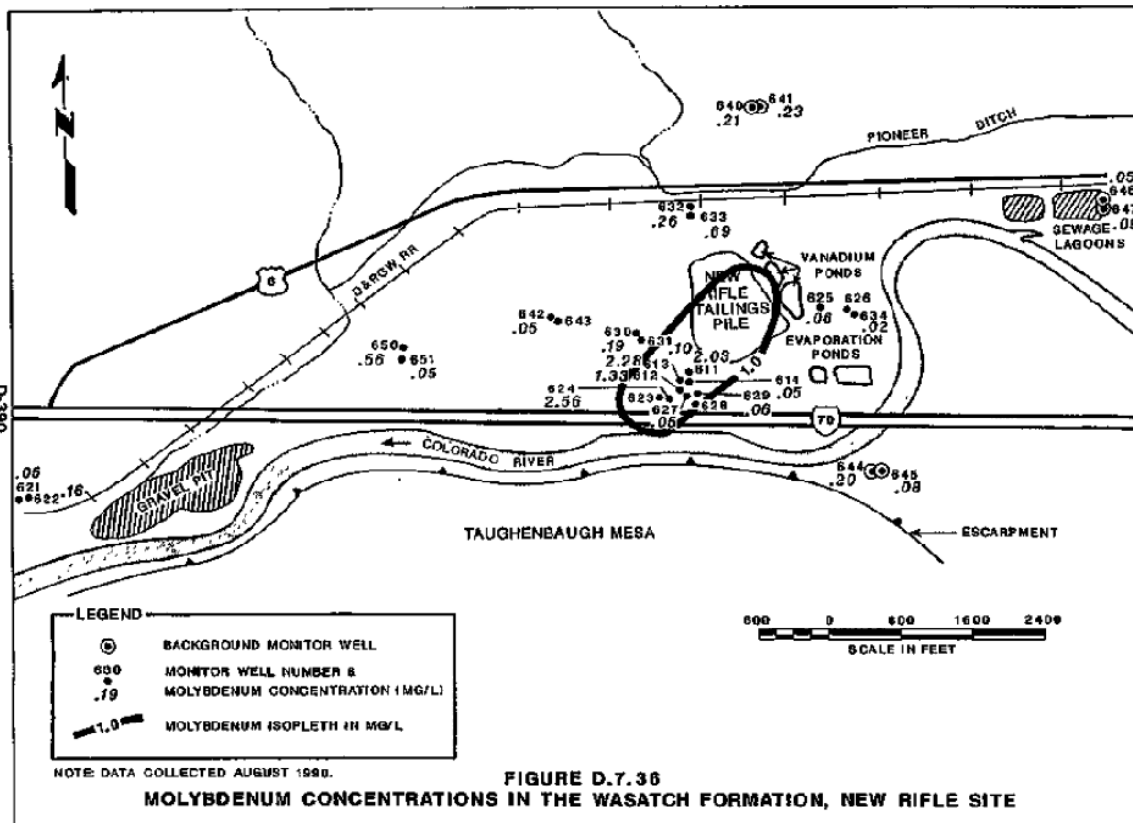 N
640
.21
641
.23
PIONEER
DITCH
.05
646
647
632
.26
633
.69
SEWAGE
LAGOONS
6
D&RGW RR
VANADIUM
PONDS
NEW
RIFLE
TAILINGS
PILE
625
.06
626
634
.02
642
.05
643
630
.19
631
.10
2.28
2.03
613
611
1.0
EVAPORATION
PONDS
650
.56
651
.05
1.33
612
614
.05
624
2.56
623
629
.06
627
628
70
COLORADO RIVER
.06
621
622
.16
GRAVEL PIT
644
.20
645
.08
TAUGHENBAUGH MESA
ESCARPMENT
LEGEND
BACKGROUND MONITOR WELL
630
MONITOR WELL NUMBER &
.19
MOLYBDENUM CONCENTRATION (MG/L)
1.0
MOLYBDENUM ISOPLETH IN MG/L
600 0 800 1600 2400
SCALE IN FEET
NOTE: DATA COLLECTED AUGUST 1990.
FIGURE D.7.36
MOLYBDENUM CONCENTRATIONS IN THE WASATCH FORMATION, NEW RIFLE SITE